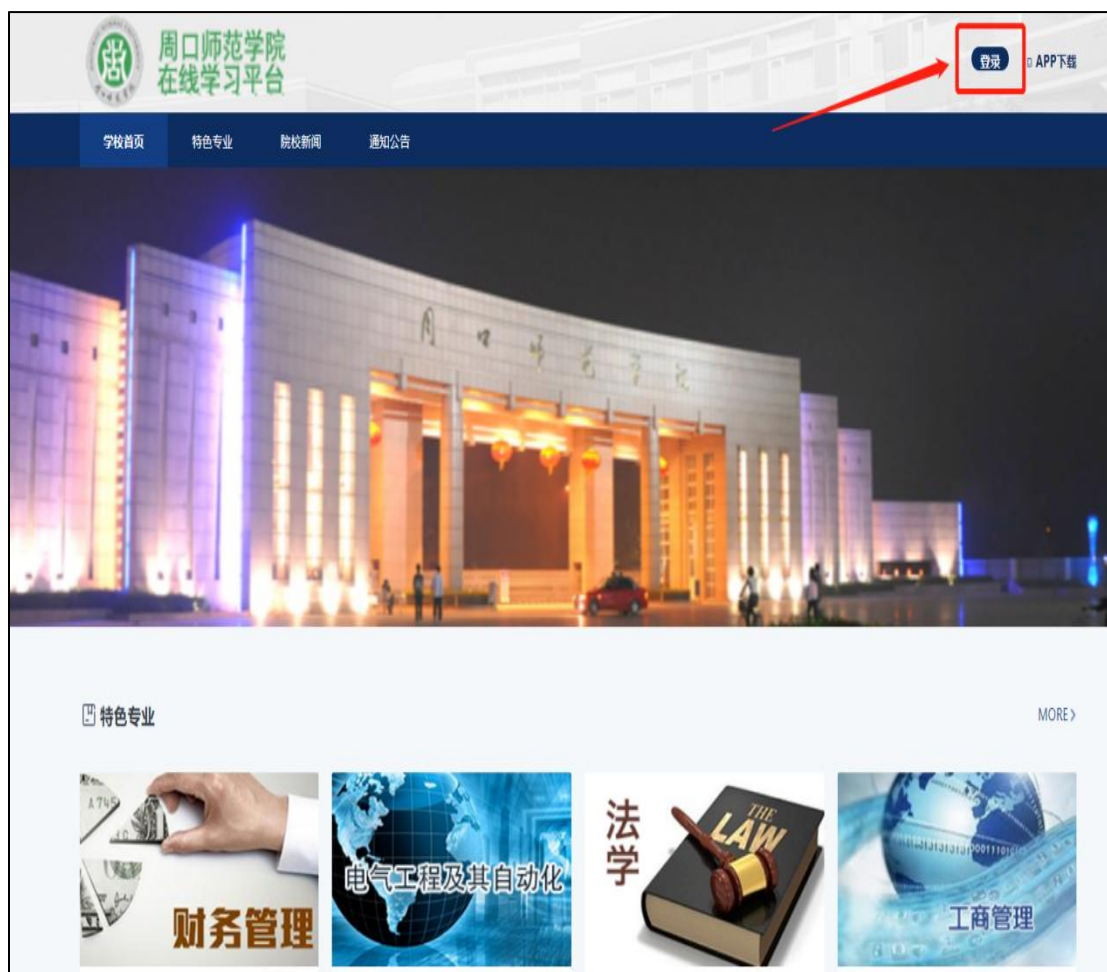 周口师范学院
在线学习平台
登录
APP下载
学校首页
特色专业
院校新闻
通知公告
周口师范学院
特色专业
MORE
财务管理
电气工程及其自动化
法学
THE
LAW
工商管理